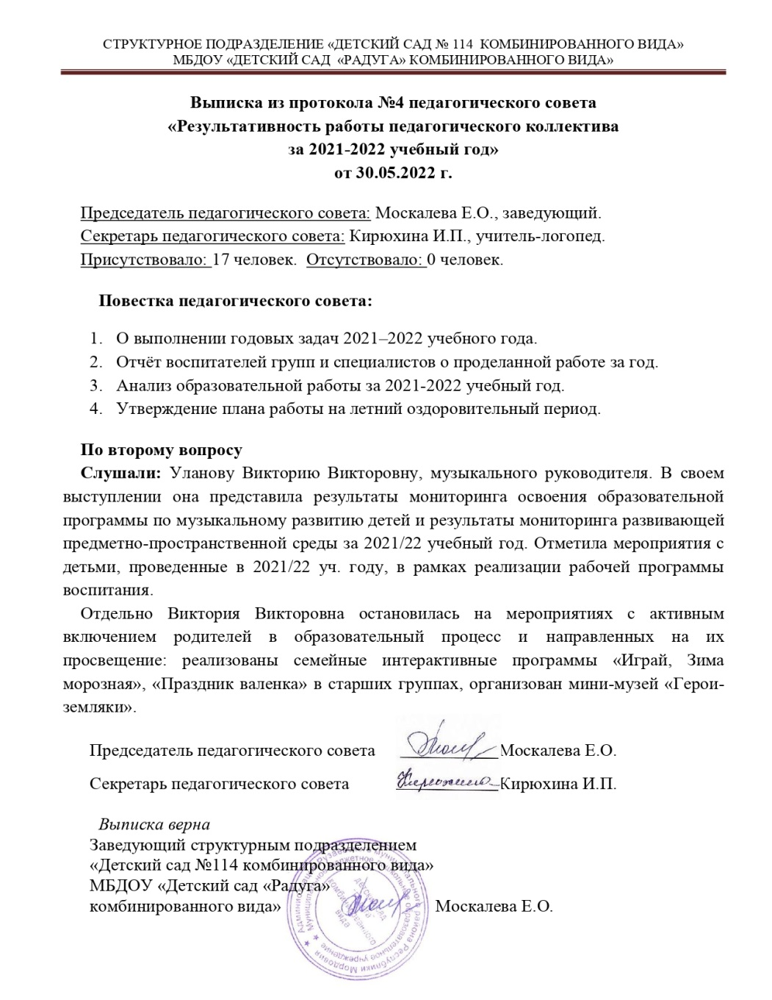 СТРУКТУРНОЕ ПОДРАЗДЕЛЕНИЕ «ДЕТСКИЙ САД № 114 КОМБИНИРОВАННОГО ВИДА»
МБДОУ «ДЕТСКИЙ САД «РАДУГА» КОМБИНИРОВАННОГО ВИДА»
Выписка из протокола №4 педагогического совета
«Результативность работы педагогического коллектива
за 2021-2022 учебный год»
от 30.05.2022 г.
Председатель педагогического совета: Москалева Е.О., заведующий.
Секретарь педагогического совета: Кирюхина И.П., учитель-логопед.
Присутствовало: 17 человек. Отсутствовало: 0 человек.
Повестка педагогического совета:
1. О выполнении годовых задач 2021–2022 учебного года.
2. Отчёт воспитателей групп и специалистов о проделанной работе за год.
3. Анализ образовательной работы за 2021-2022 учебный год.
4. Утверждение плана работы на летний оздоровительный период.
По второму вопросу
Слушали: Уланову Викторию Викторовну, музыкального руководителя. В своем
выступлении она представила результаты мониторинга освоения образовательной
программы по музыкальному развитию детей и результаты мониторинга развивающей
предметно-пространственной среды за 2021/22 учебный год. Отметила мероприятия с
детьми, проведенные в 2021/22 уч. году, в рамках реализации рабочей программы
воспитания.
Отдельно Виктория Викторовна остановилась на мероприятиях с активным
включением родителей в образовательный процесс и направленных на их
просвещение: реализованы семейные интерактивные программы «Играй, Зима
морозная», «Праздник валенка» в старших группах, организован мини-музей «Герои-
земляки».
Председатель педагогического совета Москалева Е.О.
Секретарь педагогического совета Кирюхина И.П.
Выписка верна
Заведующий структурным подразделением
«Детский сад №114 комбинированного вида»
МБДОУ «Детский сад «Радуга»
комбинированного вида» Москалева Е.О.